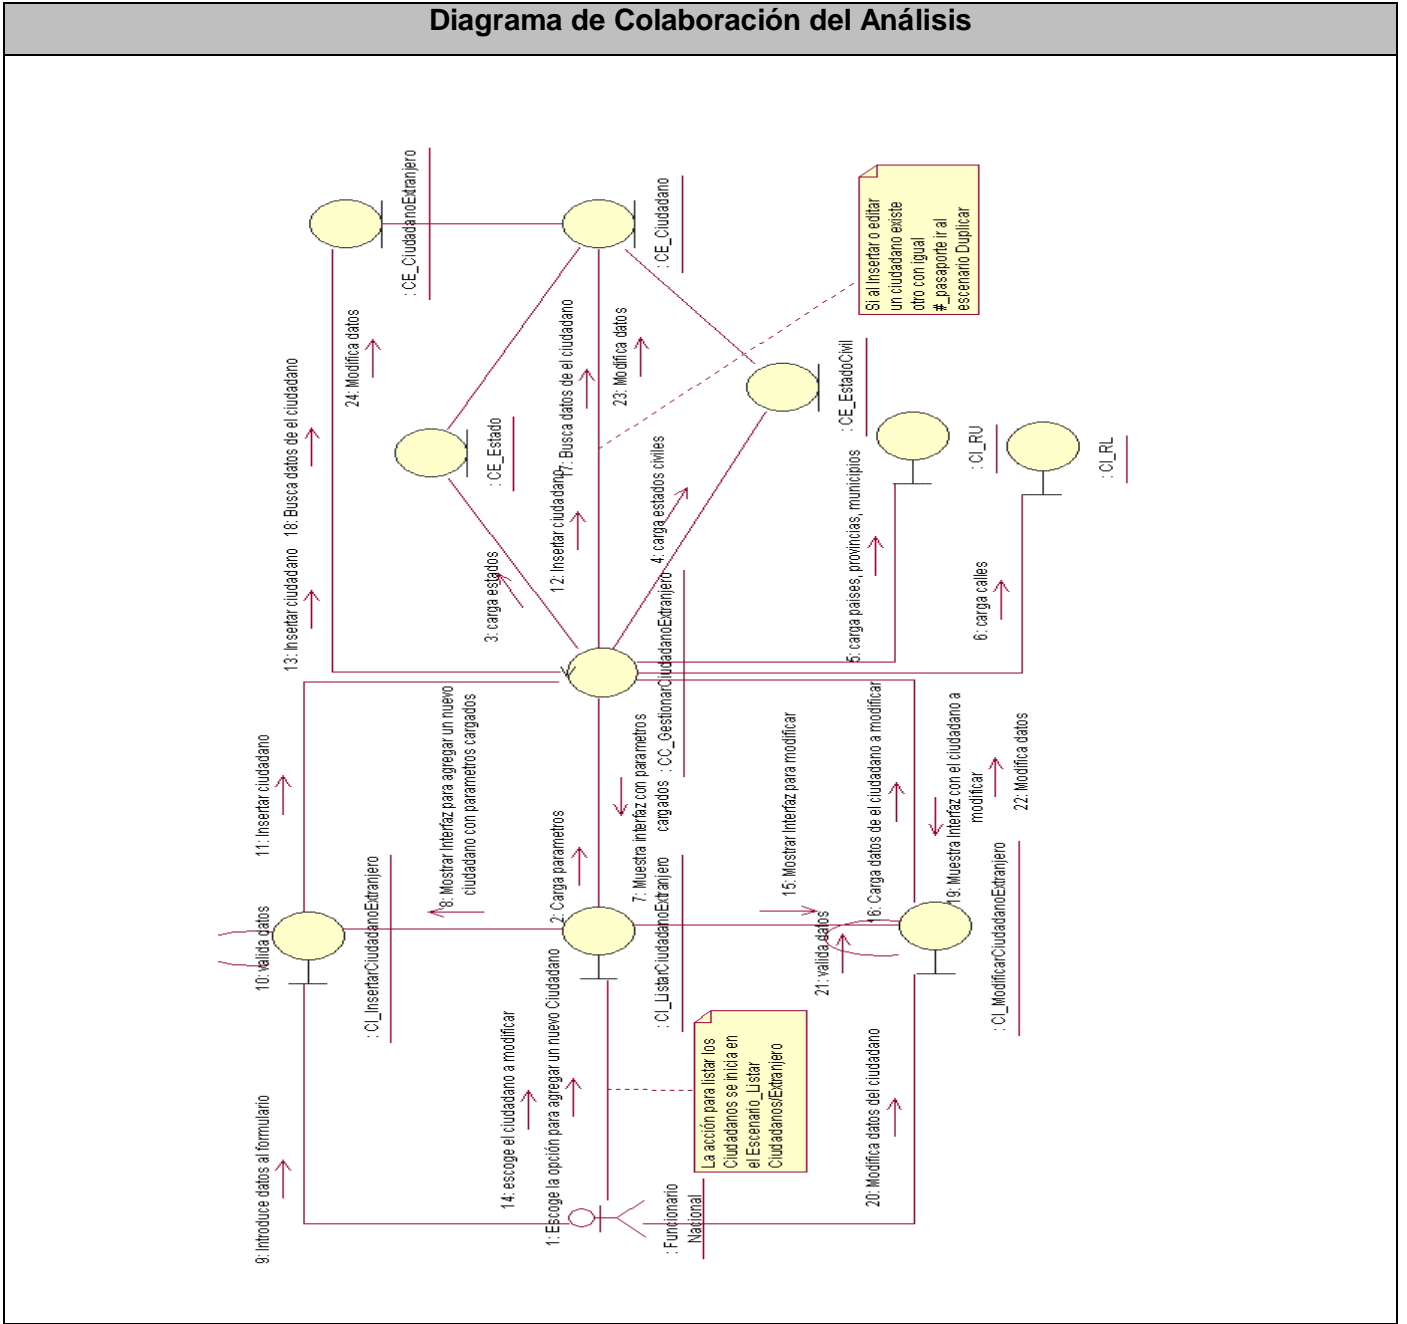 Diagrama de Colaboración del Análisis
9: Introduce datos al formulario
10: valida datos
: CI_InsertarCiudadanoExtranjero
11: Insertar ciudadano
13: Insertar ciudadano
18: Busca datos de el ciudadano
24: Modifica datos
: CE_CiudadanoExtranjero
8: Mostrar Interfaz para agregar un nuevo
ciudadano con parametros cargados
3: carga estados
: CE_Estado
14: escoge el ciudadano a modificar
1: Escoge la opción para agregar un nuevo Ciudadano
2: Carga parametros
12: Insertar ciudadano
17: Busca datos de el ciudadano
23: Modifica datos
: CE_Ciudadano
: Funcionario
Nacional
: CI_ListarCiudadanoExtranjero
7: Muestra interfaz con parametros
cargados
: CC_GestionarCiudadanoExtranjero
4: carga estados civiles
La acción para listar los
Ciudadanos se inicia en
el Escenario_Listar
Ciudadanos/Extranjero
15: Mostrar Interfaz para modificar
: CE_EstadoCivil
Si al Insertar o editar
un ciudadano existe
otro con igual
#_pasaporte ir al
escenario Duplicar
21: valida datos
16: Carga datos de el ciudadano a modificar
5: carga paises, provincias, municipios
: CI_RU
20: Modifica datos del ciudadano
19: Muestra Interfaz con el ciudadano a
modificar
22: Modifica datos
: CI_ModificarCiudadanoExtranjero
6: carga calles
: CI_RL